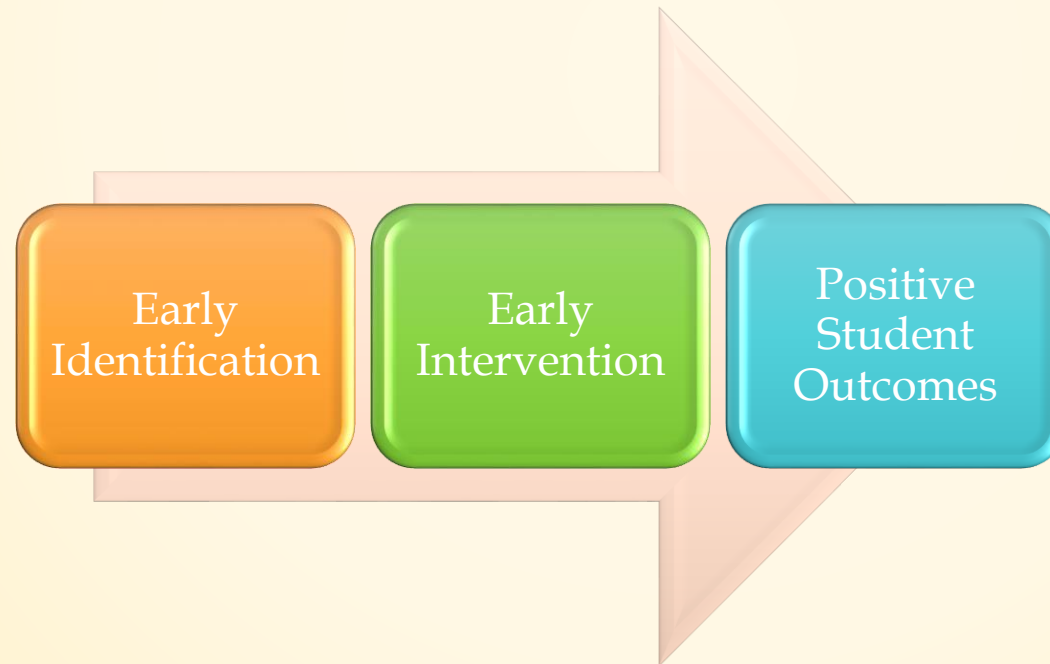 Early
Identification
Early
Intervention
Positive
Student
Outcomes